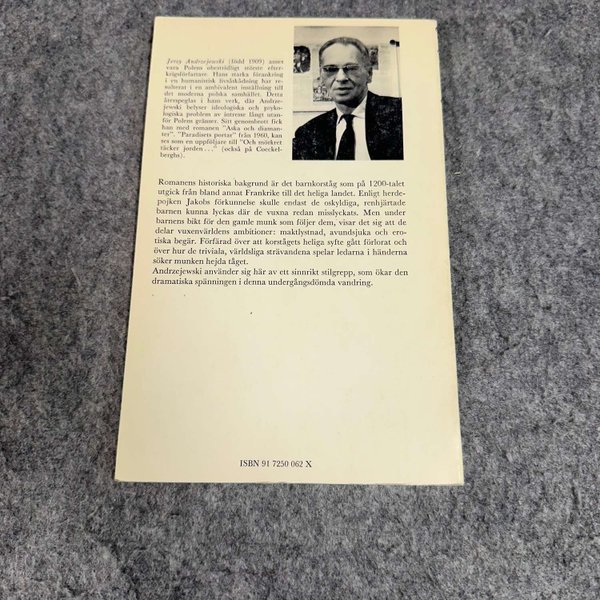 Jerzy Andrzejewski (född 1909) anses
vara Polens obestridligt störste efter-
krigsförfattare. Hans starka förankring
i en humanistisk livsåskådning har re-
sulterat i en ambivalent inställning till
det moderna polska samhället. Detta
återspeglas i hans verk, där Andrze-
jewski belyser ideologiska och psyko-
logiska problem av intresse långt utan-
för Polens gränser. Sitt genombrott fick
han med romanen "Aska och diaman-
ter". "Paradisets portar" från 1960, kan
ses som en uppföljare till "Och mörkret
täcker jorden . . ." (också på Coeckel-
berghs).
Romanens historiska bakgrund är det barnkorståg som på 1200-talet
utgick från bland annat Frankrike till det heliga landet. Enligt herde-
pojken Jakobs förkunnelse skulle endast de oskyldiga, renhjärtade
barnen kunna lyckas där de vuxna redan misslyckats. Men under
barnens bikt för den gamle munk som följer dem, visar det sig att de
delar vuxenvärldens ambitioner: maktlystnad, avundsjuka och ero-
tiska begär. Förfärad över att korstågets heliga syfte gått förlorat och
över hur de triviala, världsliga strävandena spelar ledarna i händerna
söker munken hejda tåget.
Andrzejewski använder sig här av ett sinnrikt stilgrepp, som ökar den
dramatiska spänningen i denna undergångsdömda vandring.
ISBN 91 7250 062 X